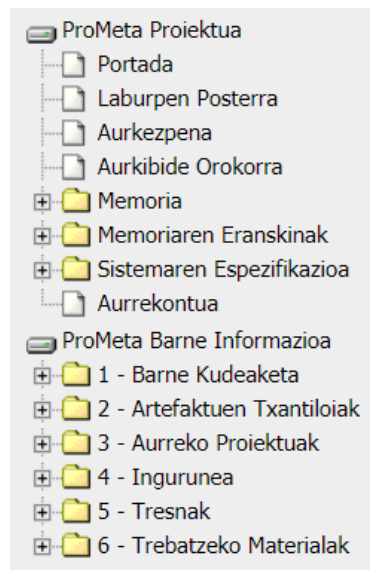 ProMeta Proiektua
Portada
Laburpen Posterra
Aurkezpena
Aurkibide Orokorra
Memoria
Memoriaren Eranskinak
Sistemaren Espezifikazioa
Aurrekontua
ProMeta Barne Informazioa
1 - Barne Kudeaketa
2 - Artefaktuen Txantiloiak
3 - Aurreko Proiektuak
4 - Ingurunea
5 - Tresnak
6 - Trebatzeko Materialak